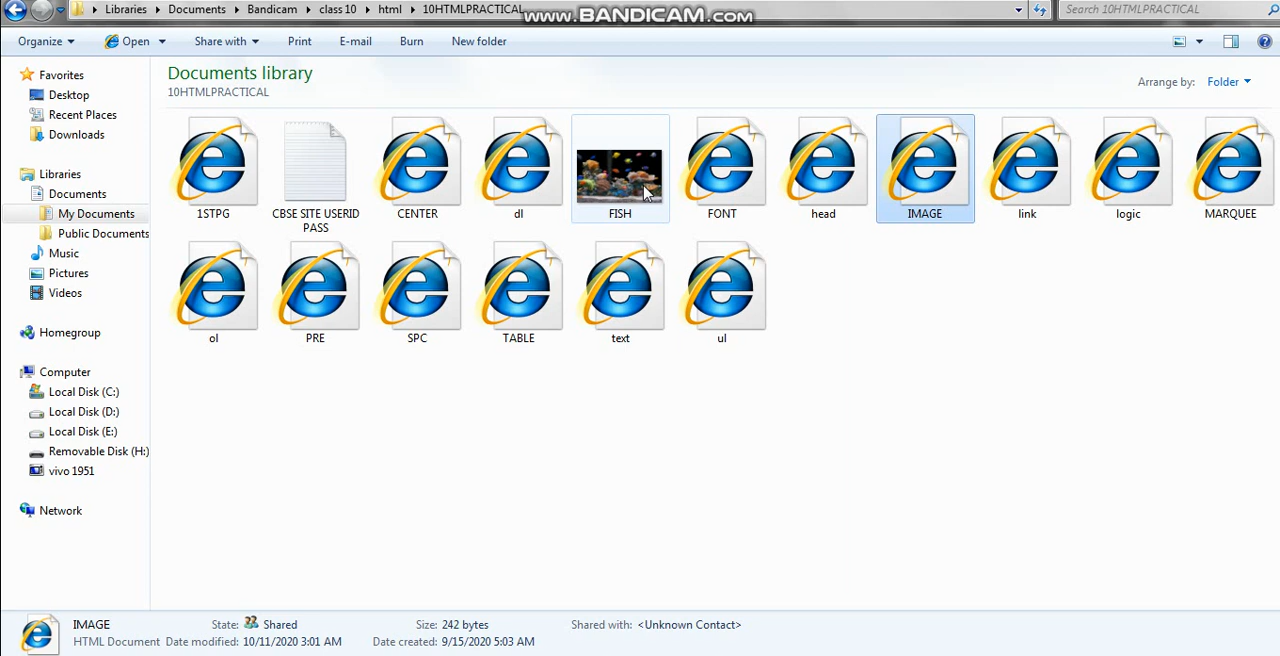 Libraries Documents Bandicam class 10 html 10HTMLPRACTICAL
www.BANDICAM.com
Search 10HTMLPRACTICAL
Organize Open Share with Print E-mail Burn New folder
Favorites
Desktop
Recent Places
Downloads
Libraries
Documents
My Documents
Public Documents
Music
Pictures
Videos
Homegroup
Computer
Local Disk (C:)
Local Disk (D:)
Local Disk (E:)
Removable Disk (H:)
vivo 1951
Network
Documents library
10HTMLPRACTICAL
Arrange by: Folder
1STPG
CBSE SITE USERID
PASS
CENTER
dl
FISH
FONT
head
IMAGE
link
logic
MARQUEE
ol
PRE
SPC
TABLE
text
ul
IMAGE State: Shared Size: 242 bytes Shared with: <Unknown Contact>
HTML Document Date modified: 10/11/2020 3:01 AM Date created: 9/15/2020 5:03 AM